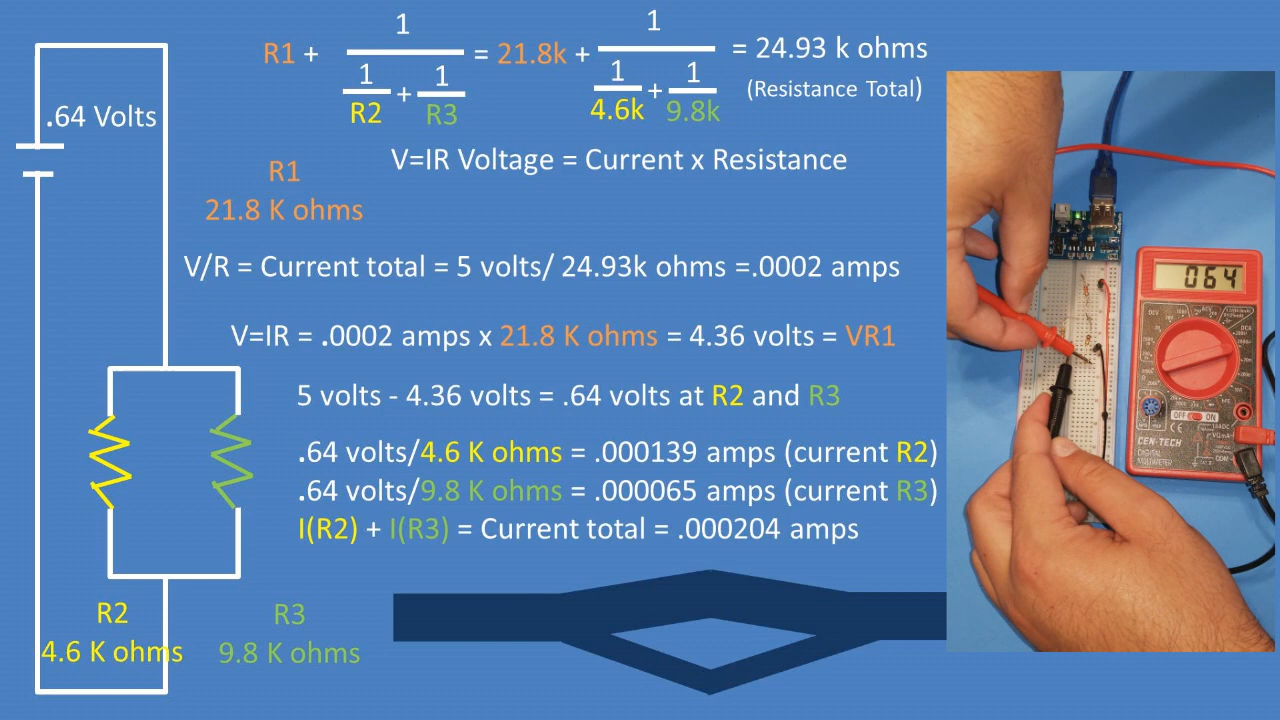 R1 + 1 / (1/R2 + 1/R3) = 21.8k + 1 / (1/4.6k + 1/9.8k) = 24.93 k ohms
(Resistance Total)
.64 Volts
V=IR Voltage = Current x Resistance
R1
21.8 K ohms
V/R = Current total = 5 volts/ 24.93k ohms =.0002 amps
V=IR = .0002 amps x 21.8 K ohms = 4.36 volts = VR1
5 volts - 4.36 volts = .64 volts at R2 and R3
.64 volts/4.6 K ohms = .000139 amps (current R2)
.64 volts/9.8 K ohms = .000065 amps (current R3)
I(R2) + I(R3) = Current total = .000204 amps
R2
4.6 K ohms
R3
9.8 K ohms
064
OFF ON
CEN-TECH
DIGITAL
MULTIMETER
COM